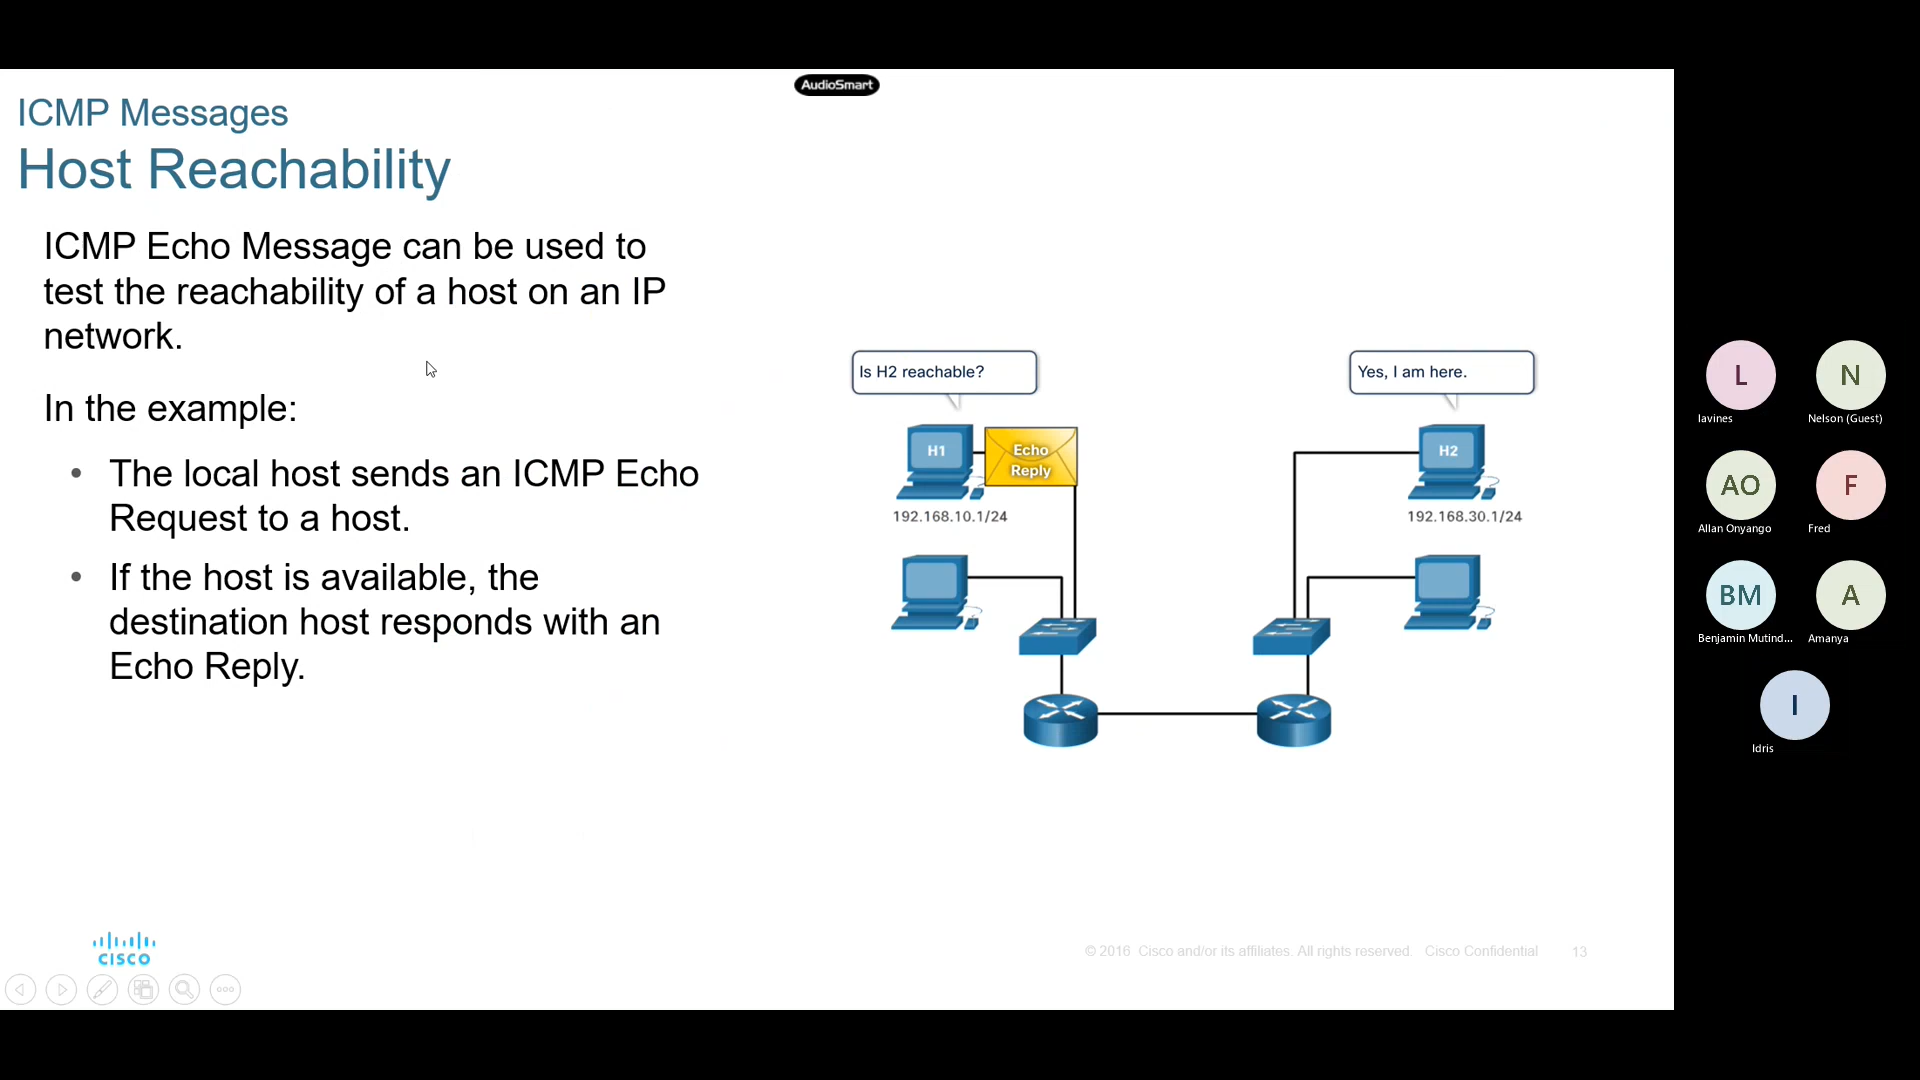 AudioSmart
ICMP Messages
Host Reachability
ICMP Echo Message can be used to
test the reachability of a host on an IP
network.
In the example:
• The local host sends an ICMP Echo
Request to a host.
• If the host is available, the
destination host responds with an
Echo Reply.
Is H2 reachable?
Yes, I am here.
H1
Echo
Reply
H2
192.168.10.1/24
192.168.30.1/24
CISCO
© 2016 Cisco and/or its affiliates. All rights reserved. Cisco Confidential
13
L
N
lavines
Nelson (Guest)
AO
F
Allan Onyango
Fred
BM
A
Benjamin Mutind...
Amanya
I
Idris